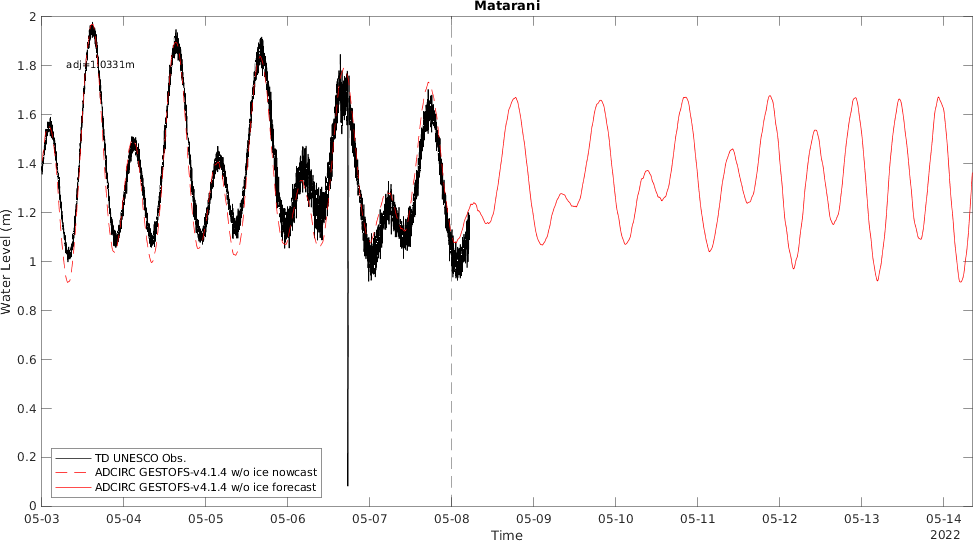 Matarani
2
1.8
1.6
1.4
1.2
1
0.8
0.6
0.4
0.2
0
adj=1.0331m
Water Level (m)
TD UNESCO Obs.
ADCIRC GESTOFS-v4.1.4 w/o ice nowcast
ADCIRC GESTOFS-v4.1.4 w/o ice forecast
05-03 05-04 05-05 05-06 05-07 05-08 05-09 05-10 05-11 05-12 05-13 05-14
Time
2022